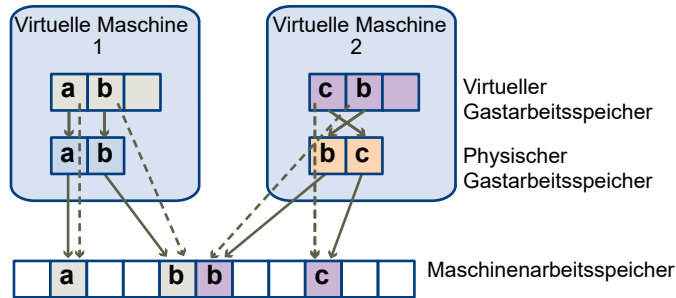 Virtuelle Maschine
1
Virtuelle Maschine
2
a b
c b
Virtueller
Gastarbeitsspeicher
a b
b c
Physischer
Gastarbeitsspeicher
a b b c
Maschinenarbeitsspeicher